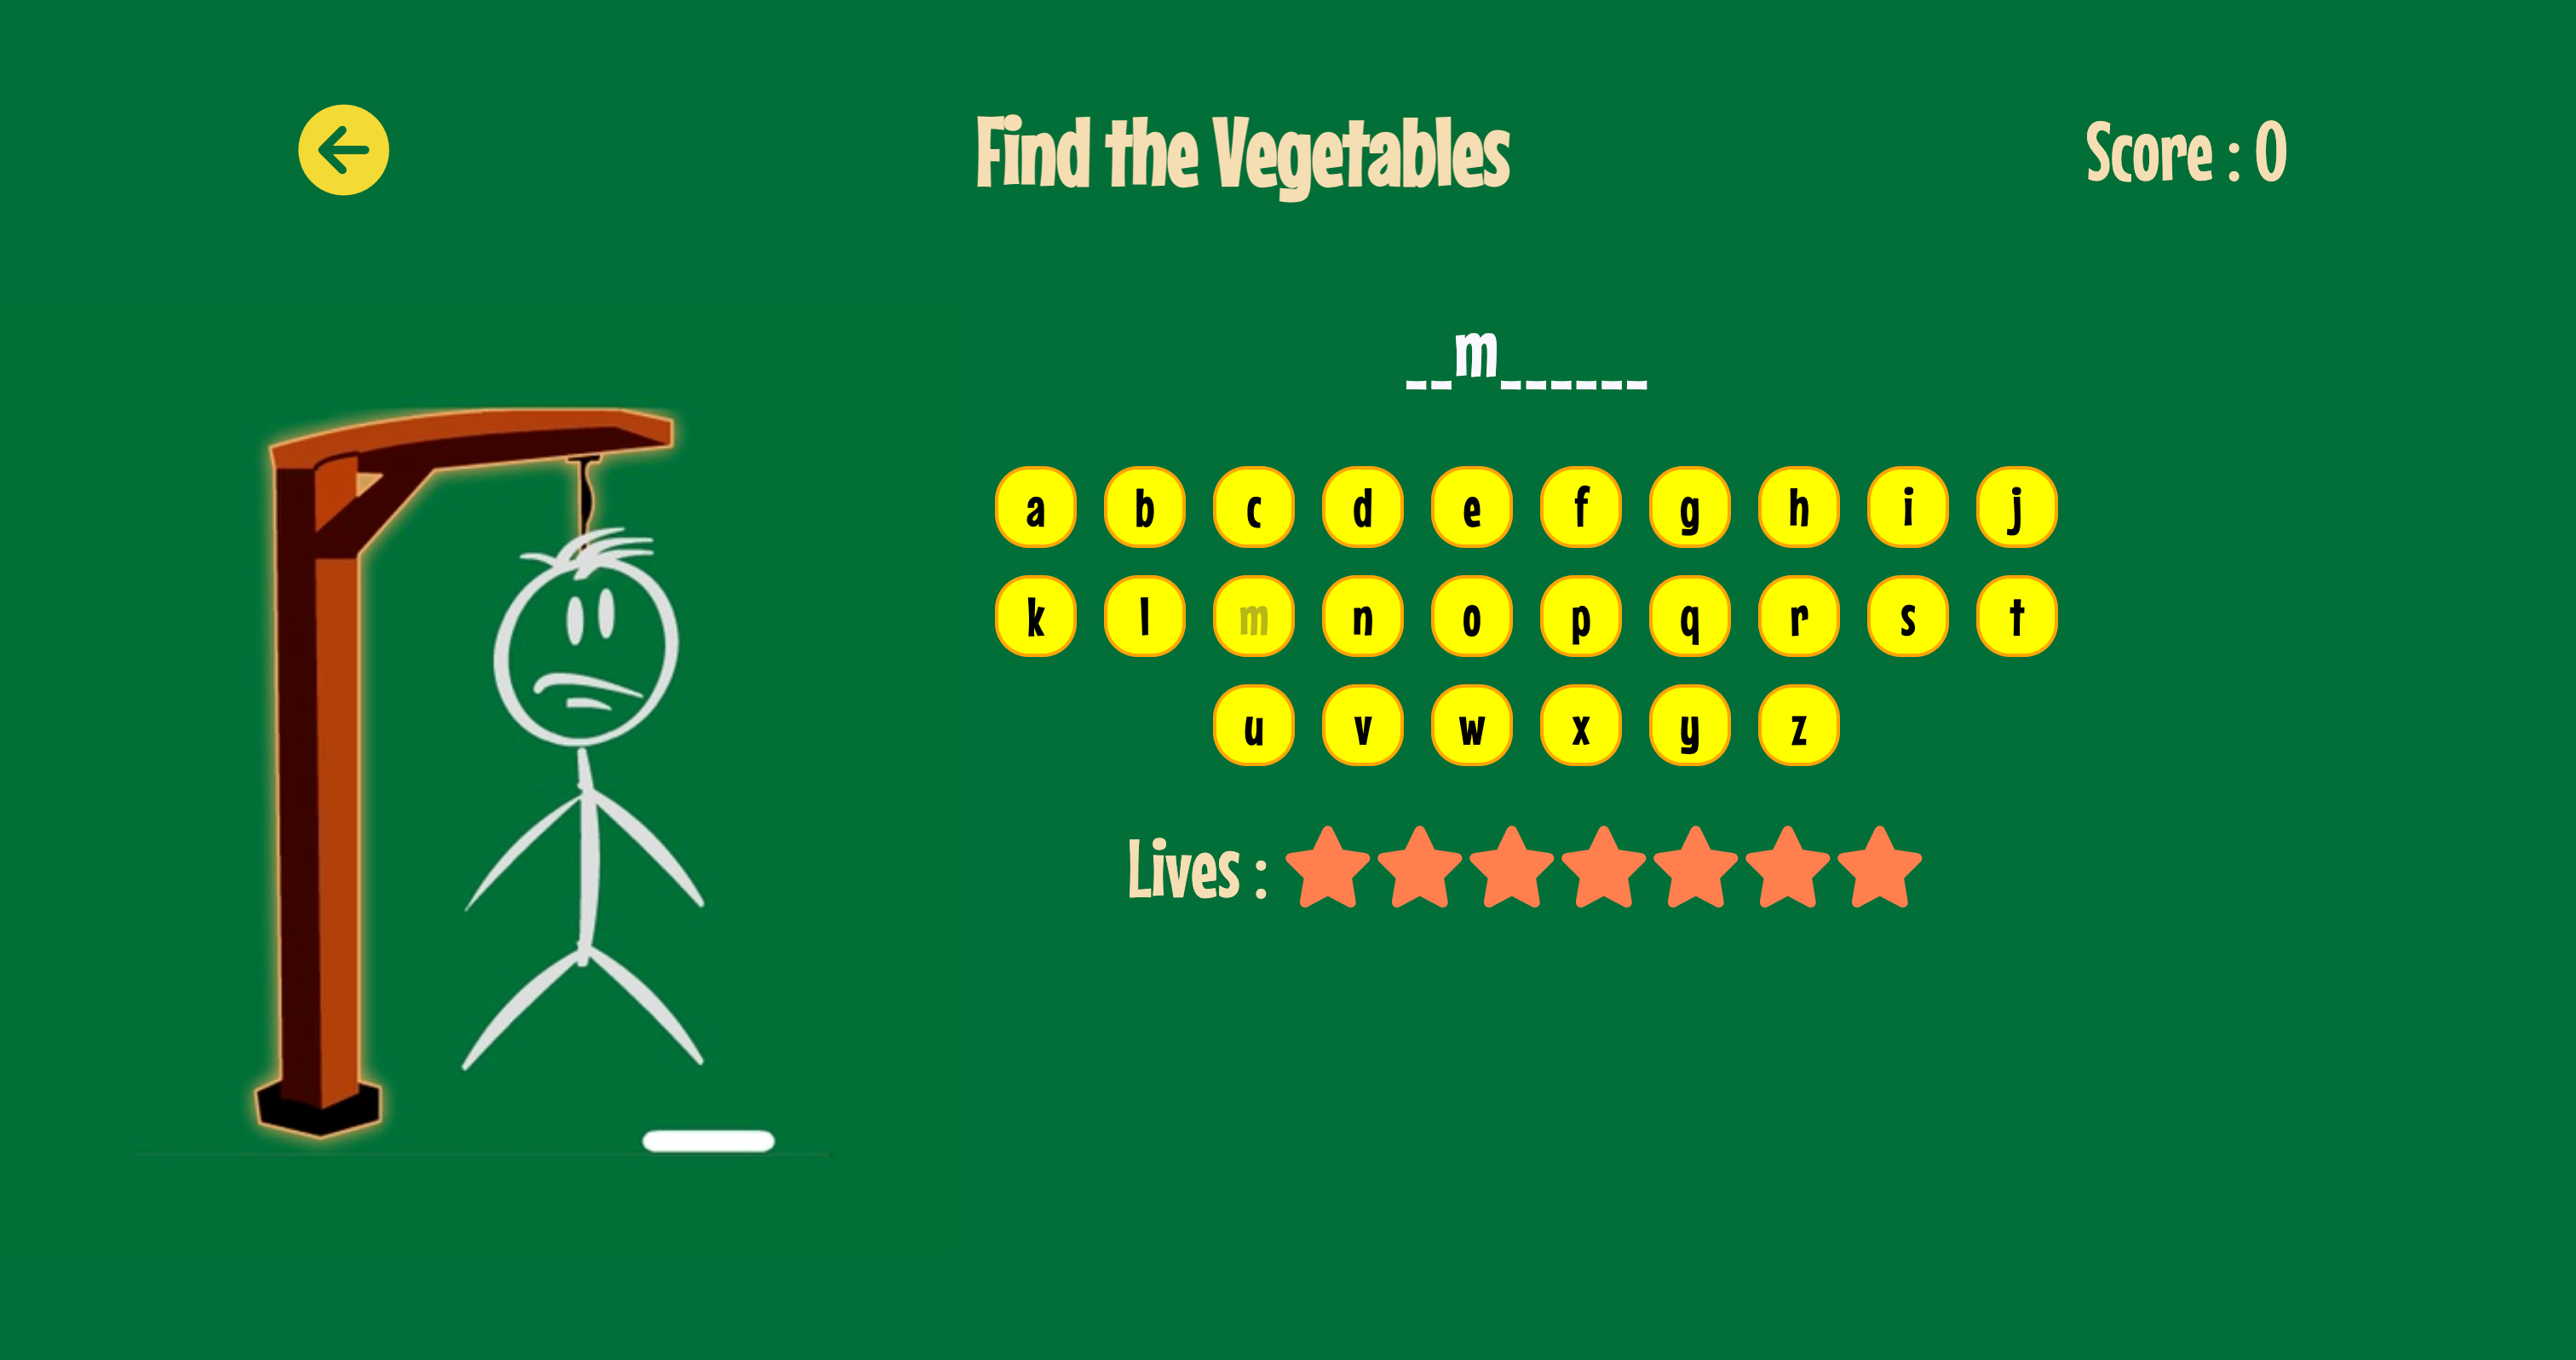 Find the Vegetables
Score : 0
__m______
a b c d e f g h i j
k l m n o p q r s t
u v w x y z
Lives :